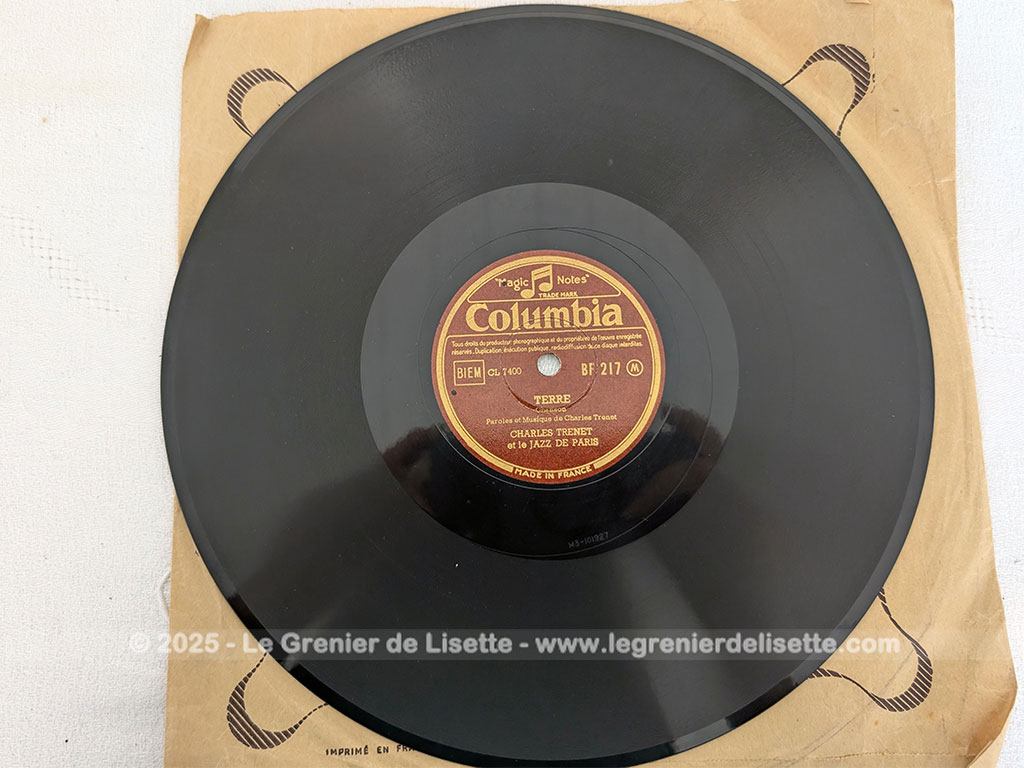 "Magic Notes"
TRADE MARK
Columbia
Tous droits du producteur phonographique et du propriétaire de l'œuvre enregistrée
réservés. Duplication, exécution publique, radiodiffusion de ce disque interdites.
BIEM CL 7400 BF 217 M
TERRE
Chanson
Paroles et Musique de Charles Trenet
CHARLES TRENET
et le JAZZ DE PARIS
MADE IN FRANCE
M3-101927
© 2025 - Le Grenier de Lisette - www.legrenierdelisette.com
IMPRIMÉ EN FRA